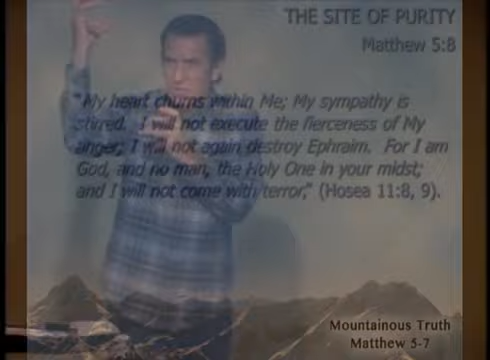 THE SITE OF PURITY
Matthew 5:8
"My heart churns within Me; My sympathy is
stirred. I will not execute the fierceness of My
anger; I will not again destroy Ephraim. For I am
God, and no man, the Holy One in your midst;
and I will not come with terror," (Hosea 11:8, 9).
Mountainous Truth
Matthew 5-7